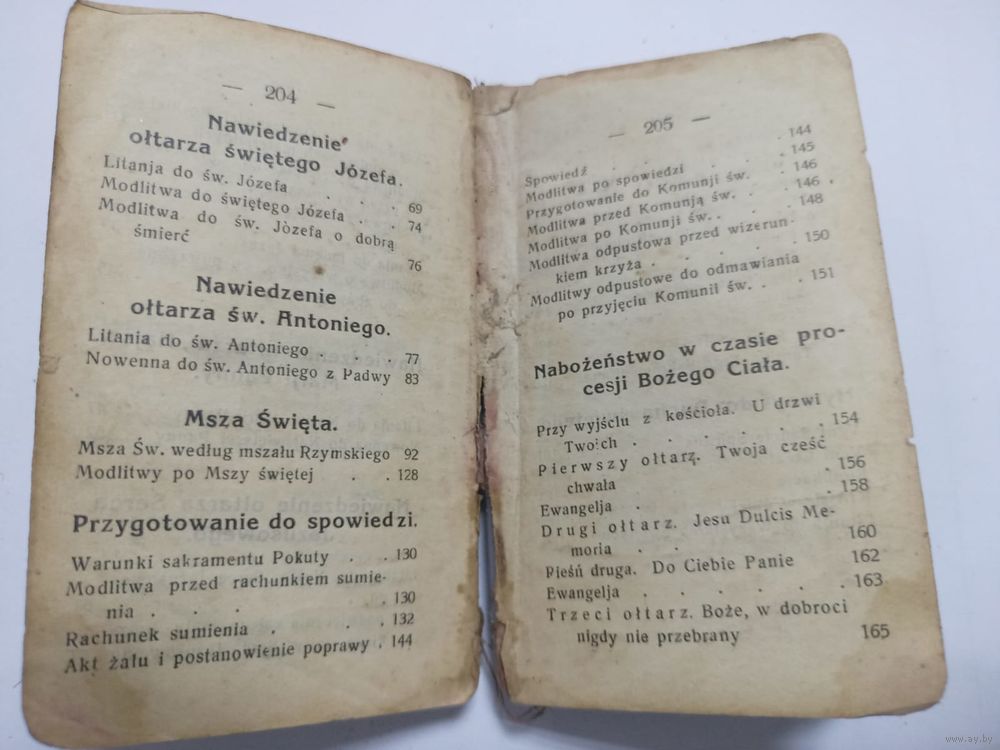 — 204 —
Nawiedzenie
ołtarza świętego Józefa.
Litanja do św. Józefa . . . 69
Modlitwa do świętego Józefa . . 74
Modlitwa do św. Józefa o dobrą
śmierć 76
Nawiedzenie
ołtarza św. Antoniego.
Litania do św. Antoniego . . 77
Nowenna do św. Antoniego z Padwy 83
Msza Święta.
Msza Św. według mszału Rzymskiego 92
Modlitwy po Mszy świętej . . 128
Przygotowanie do spowiedzi.
Warunki sakramentu Pokuty . . 130
Modlitwa przed rachunkiem sumie-
nia . . . . 130
Rachunek sumienia . . . 132
Akt żalu i postanowienie poprawy . 144
— 205 —
Spowiedź . . . . . 144
Modlitwa po spowiedzi . . . 145
Przygotowanie do Komunji św. . 146
Modlitwa przed Komunją św. . . 146
Modlitwa po Komunji św. . . . 148
Modlitwa odpustowa przed wizerun-
kiem krzyża . . . . . 150
Modlitwy odpustowe do odmawiania
po przyjęciu Komunil św. . . 151
Nabożeństwo w czasie pro-
cesji Bożego Ciała.
Przy wyjściu z kościoła. U drzwi
Twoich . . . . . . 154
Pierwszy ołtarz. Twoja cześć
chwała . . . . . 156
Ewangelja . . . . . 158
Drugi ołtarz. Jesu Dulcis Me-
moria . . . 160
Pieśń druga. Do Ciebie Panie 162
Ewangelja . . . . . . 163
Trzeci ołtarz. Boże, w dobroci
nigdy nie przebrany 165
www.ay.by